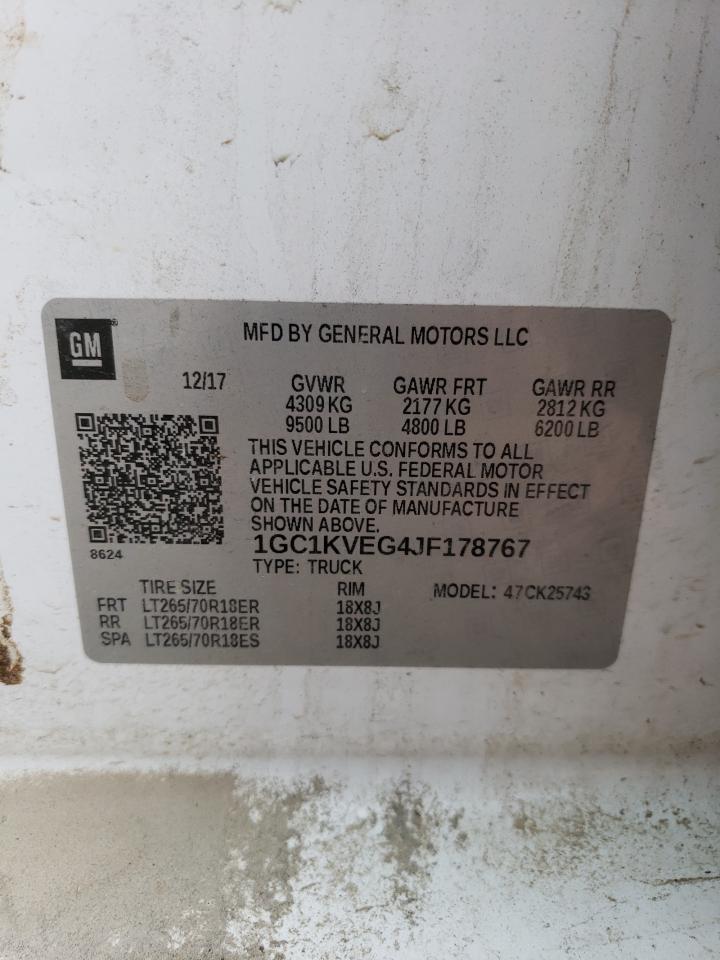 GM
MFD BY GENERAL MOTORS LLC
12/17 GVWR GAWR FRT GAWR RR
4309 KG 2177 KG 2812 KG
9500 LB 4800 LB 6200 LB
THIS VEHICLE CONFORMS TO ALL
APPLICABLE U.S. FEDERAL MOTOR
VEHICLE SAFETY STANDARDS IN EFFECT
ON THE DATE OF MANUFACTURE
SHOWN ABOVE.
8624
1GC1KVEG4JF178767
TYPE: TRUCK
TIRE SIZE RIM MODEL: 47CK25743
FRT LT265/70R18ER 18X8J
RR LT265/70R18ER 18X8J
SPA LT265/70R18ES 18X8J